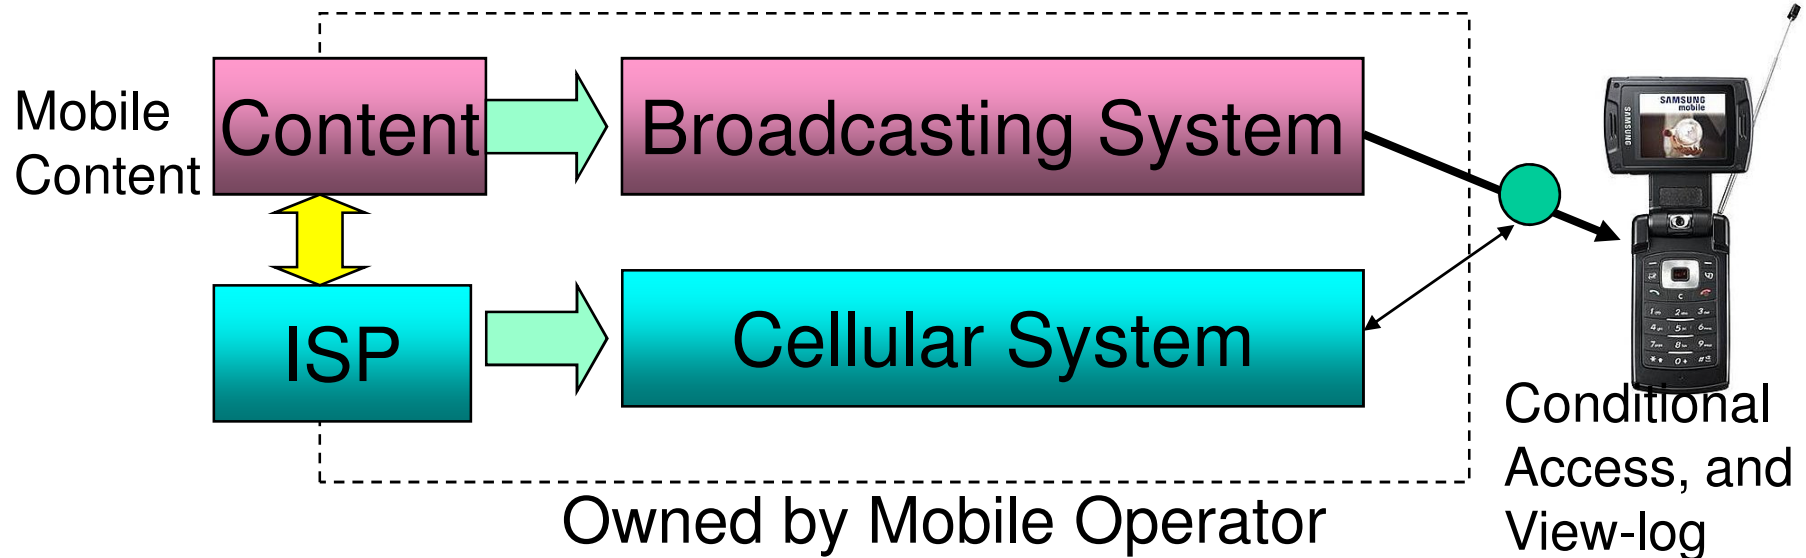 Mobile
Content
Content
Broadcasting System
ISP
Cellular System
Owned by Mobile Operator
SAMSUNG
mobile
SAMSUNG
Conditional
Access, and
View-log